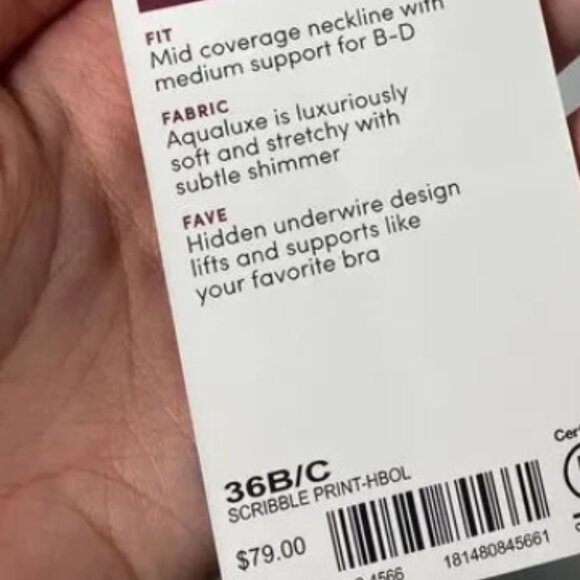 FIT
Mid coverage neckline with
medium support for B-D
FABRIC
Aqualuxe is luxuriously
soft and stretchy with
subtle shimmer
FAVE
Hidden underwire design
lifts and supports like
your favorite bra
36B/C
SCRIBBLE PRINT-HBOL
$79.00
181480845661